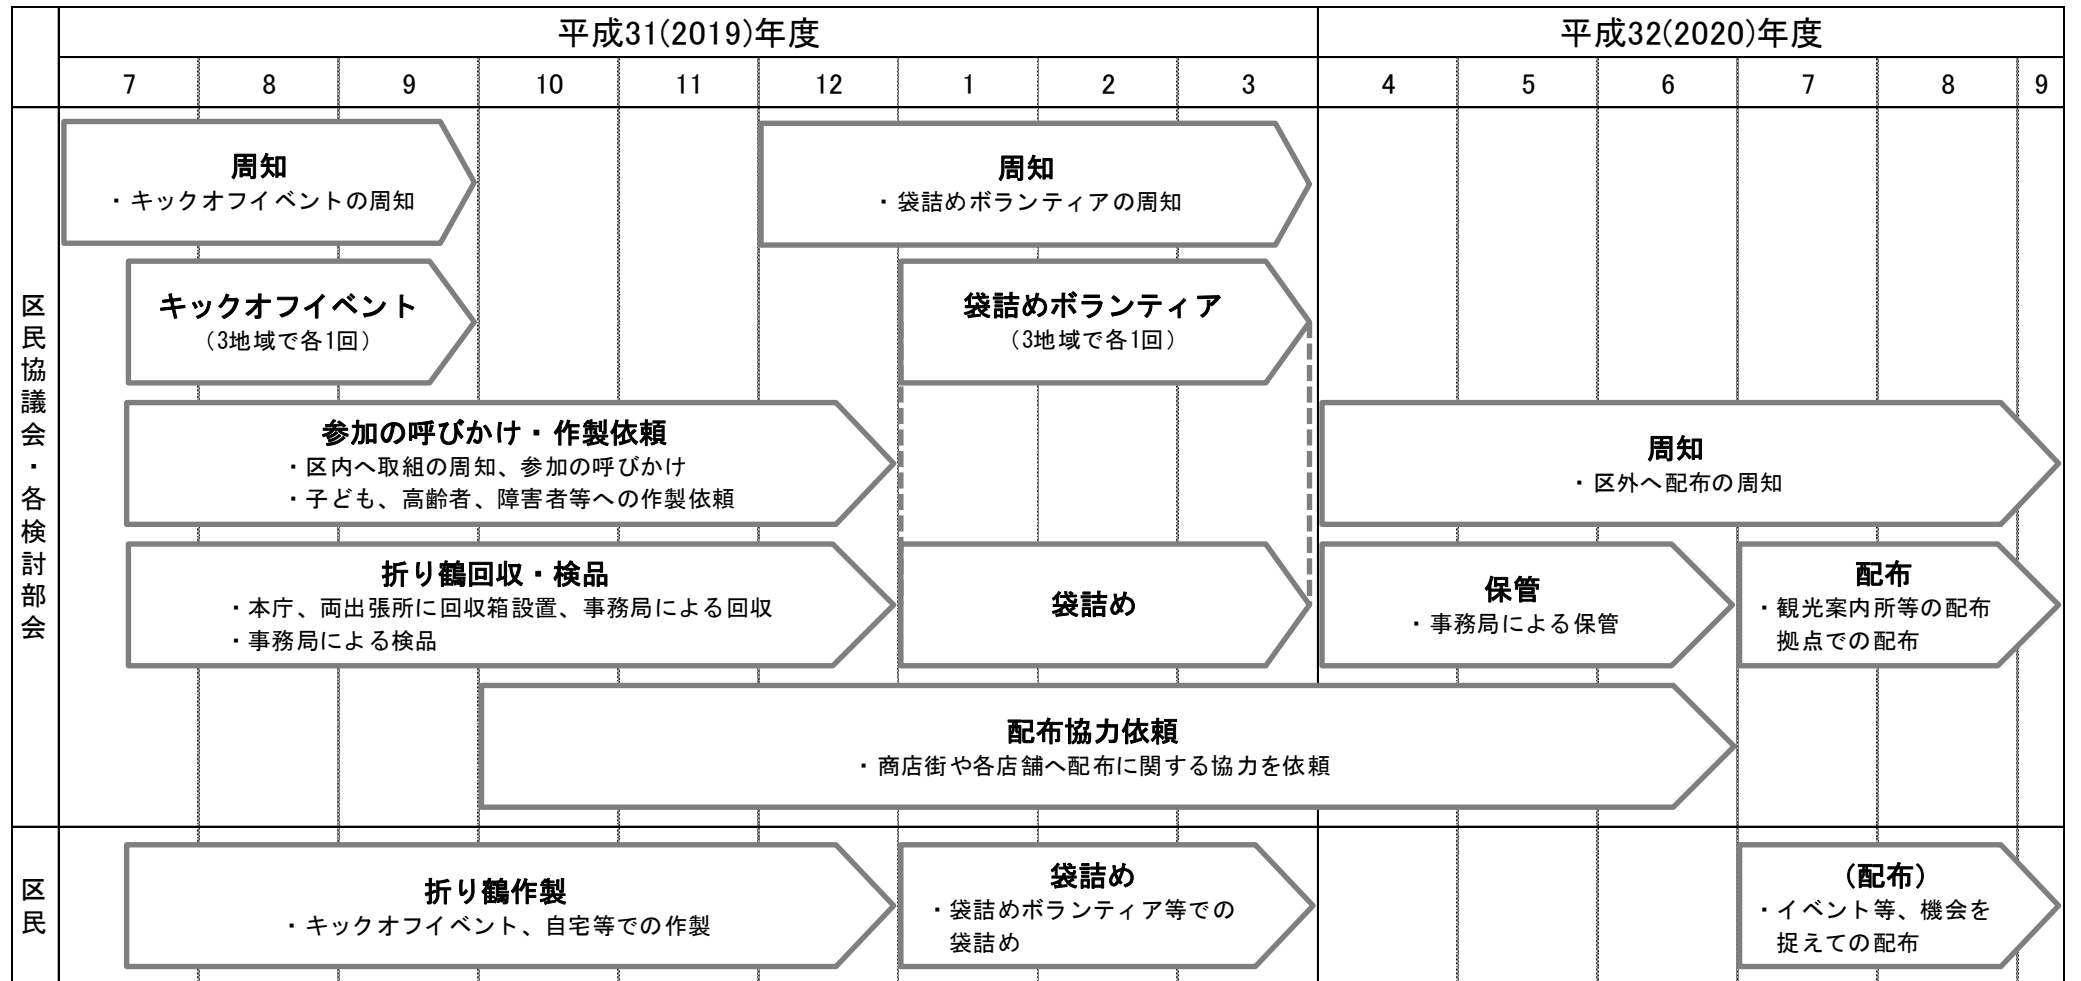 平成31(2019)年度
平成32(2020)年度
7 8 9 10 11 12 1 2 3 4 5 6 7 8 9
区民協議会・各検討部会
周知
・キックオフイベントの周知
周知
・袋詰めボランティアの周知
キックオフイベント
（3地域で各1回）
袋詰めボランティア
（3地域で各1回）
参加の呼びかけ・作製依頼
・区内へ取組の周知、参加の呼びかけ
・子ども、高齢者、障害者等への作製依頼
周知
・区外へ配布の周知
折り鶴回収・検品
・本庁、両出張所に回収箱設置、事務局による回収
・事務局による検品
袋詰め
保管
・事務局による保管
配布
・観光案内所等の配布
拠点での配布
配布協力依頼
・商店街や各店舗へ配布に関する協力を依頼
区民
折り鶴作製
・キックオフイベント、自宅等での作製
袋詰め
・袋詰めボランティア等での
袋詰め
（配布）
・イベント等、機会を
捉えての配布